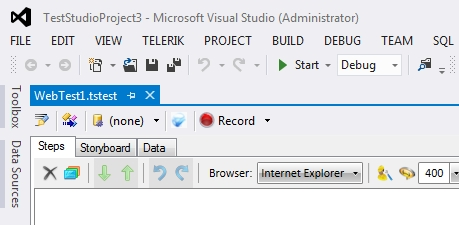 TestStudioProject3 - Microsoft Visual Studio (Administrator)
FILE EDIT VIEW TELERIK PROJECT BUILD DEBUG TEAM SQL
Start Debug
Toolbox
Data Sources
WebTest1.tstest
(none) Record
Steps Storyboard Data
Browser: Internet Explorer 400